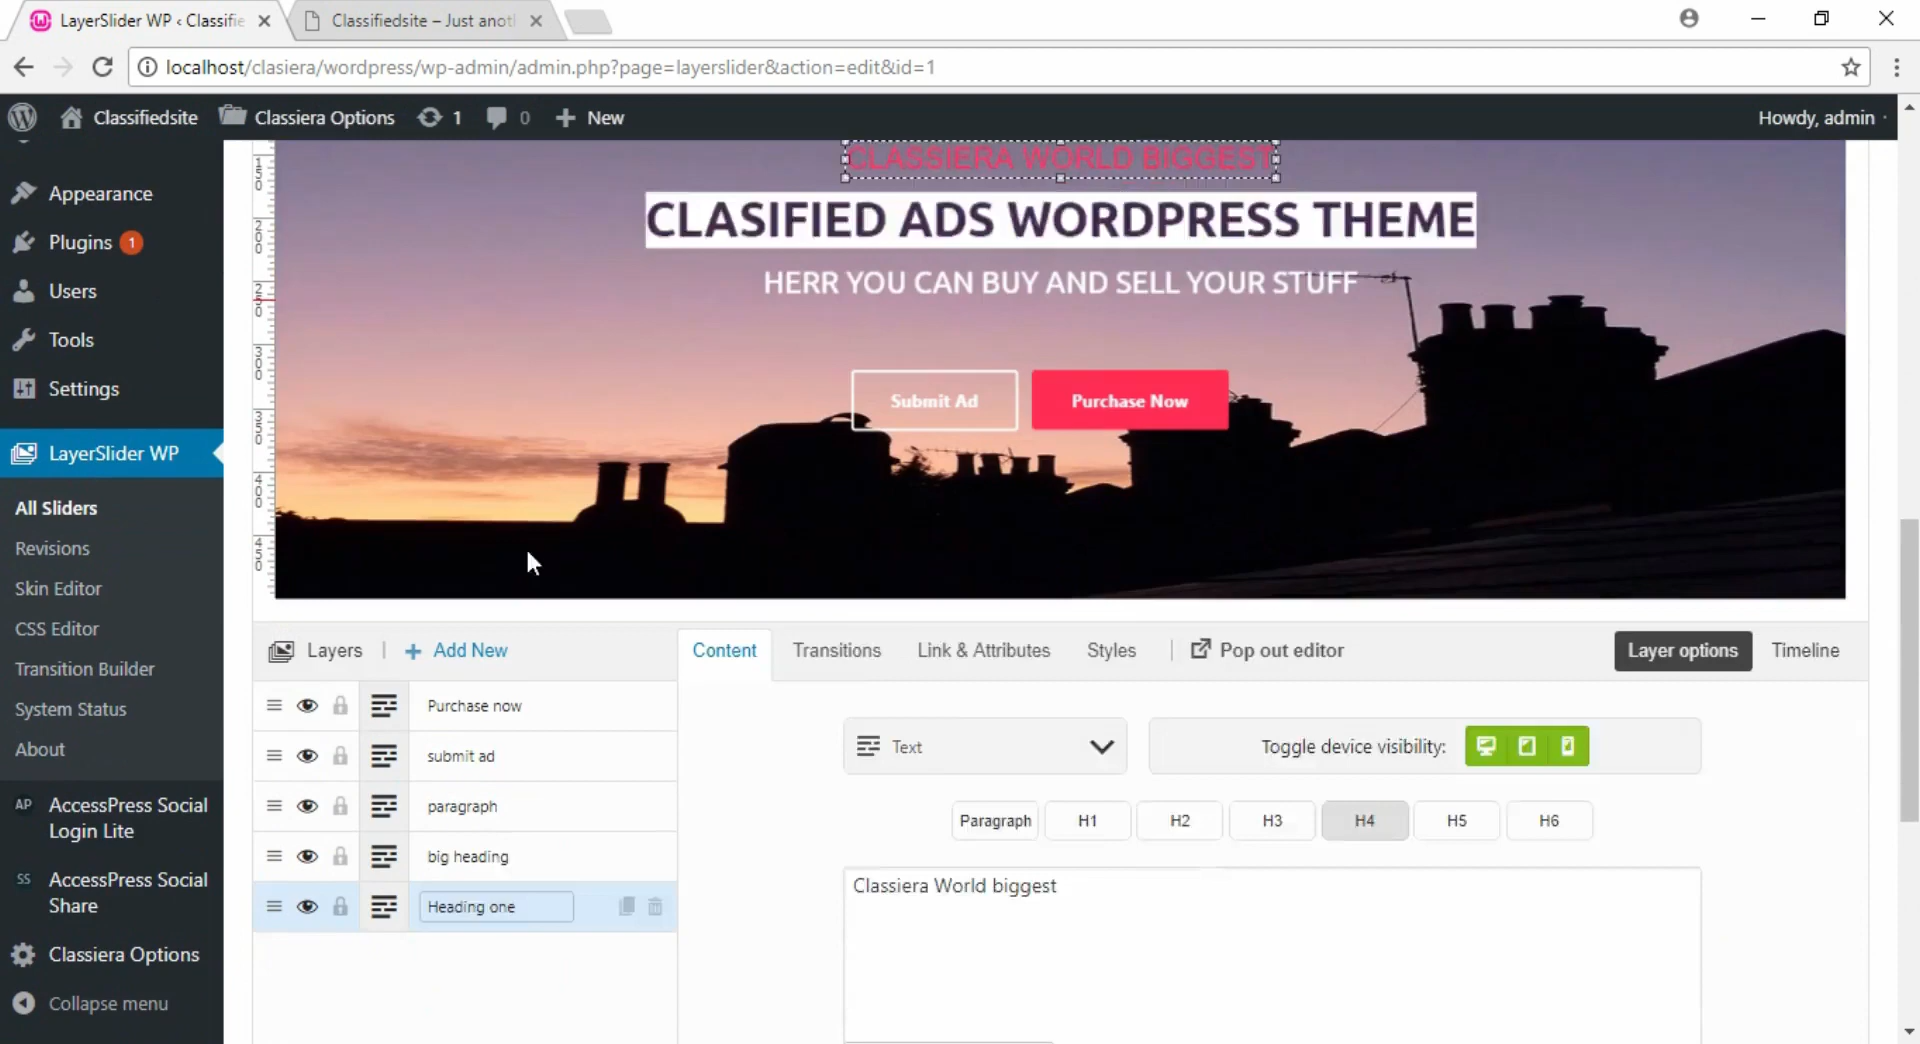 LayerSlider WP ‹ Classifie
Classifiedsite – Just anot
localhost/clasiera/wordpress/wp-admin/admin.php?page=layerslider&action=edit&id=1
Classifiedsite
Classiera Options
1
0
New
Howdy, admin
Appearance
Plugins 1
Users
Tools
Settings
LayerSlider WP
All Sliders
Revisions
Skin Editor
CSS Editor
Transition Builder
System Status
About
AP AccessPress Social
Login Lite
SS AccessPress Social
Share
Classiera Options
Collapse menu
150
200
250
300
350
400
450
CLASSIERA WORLD BIGGEST
CLASIFIED ADS WORDPRESS THEME
HERR YOU CAN BUY AND SELL YOUR STUFF
Submit Ad
Purchase Now
Layers
Add New
Content
Transitions
Link & Attributes
Styles
Pop out editor
Layer options
Timeline
Purchase now
submit ad
paragraph
big heading
Heading one
Text
Toggle device visibility:
Paragraph
H1
H2
H3
H4
H5
H6
Classiera World biggest